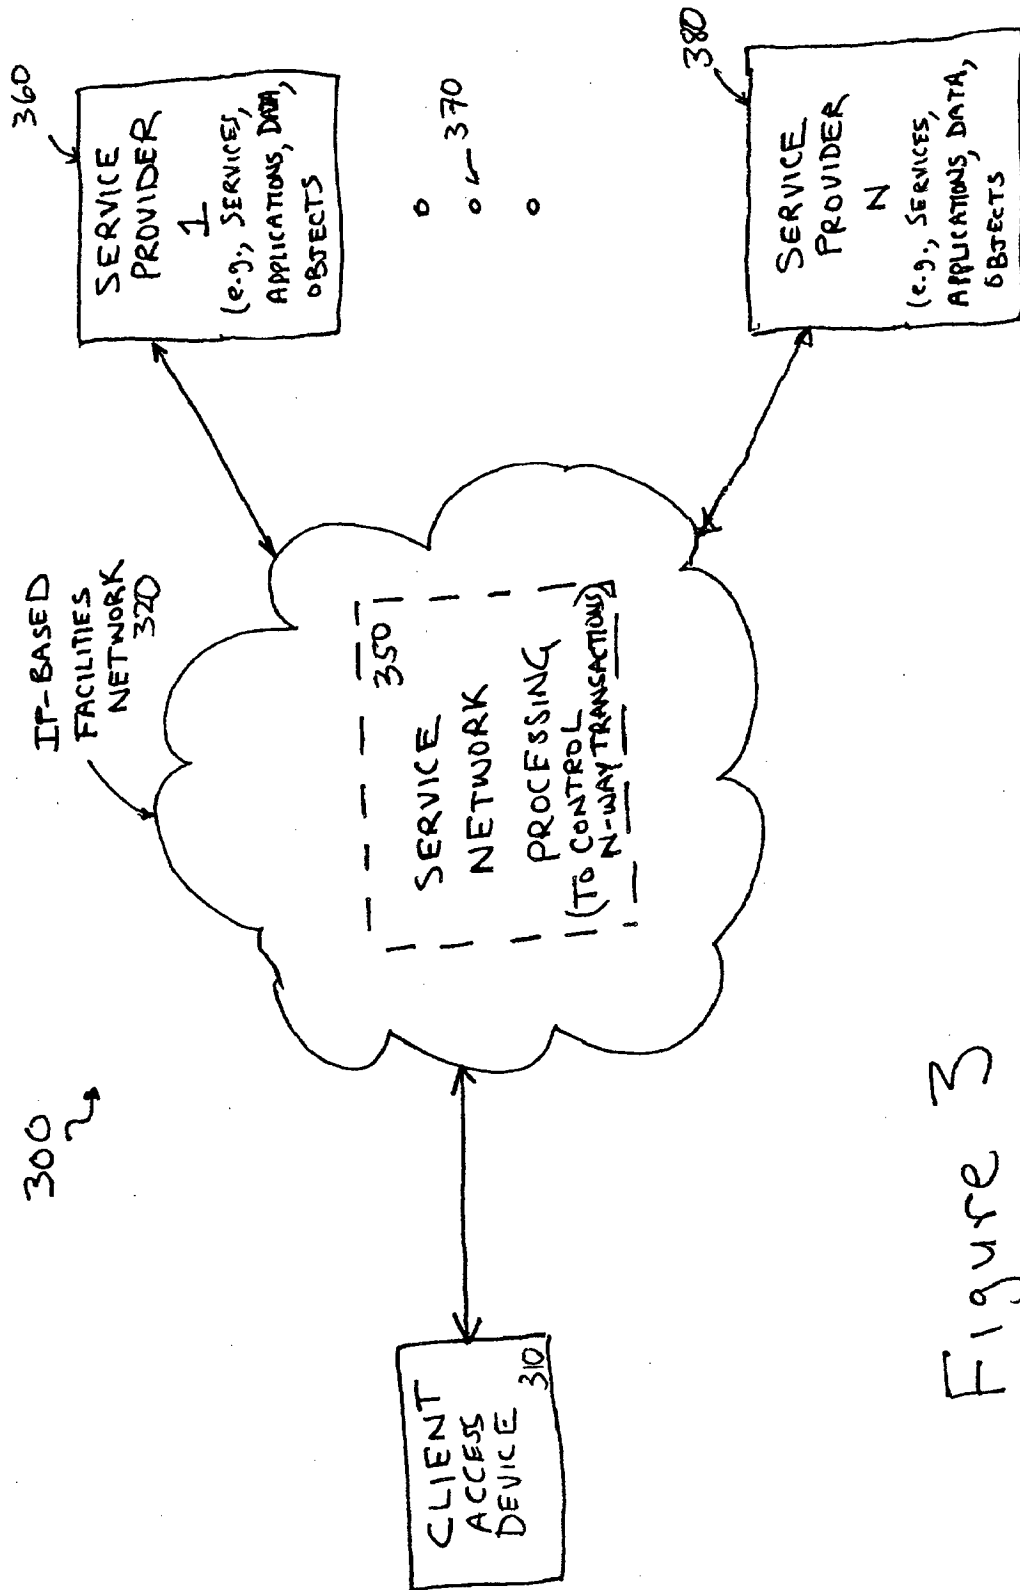 300
IP-BASED
FACILITIES
NETWORK
320
360
SERVICE
PROVIDER
1
(e.g., SERVICES,
APPLICATIONS, DATA,
OBJECTS
370
CLIENT
ACCESS
DEVICE
310
350
SERVICE
NETWORK
PROCESSING
(TO CONTROL
N-WAY TRANSACTIONS)
380
SERVICE
PROVIDER
N
(e.g., SERVICES,
APPLICATIONS, DATA,
OBJECTS
Figure 3